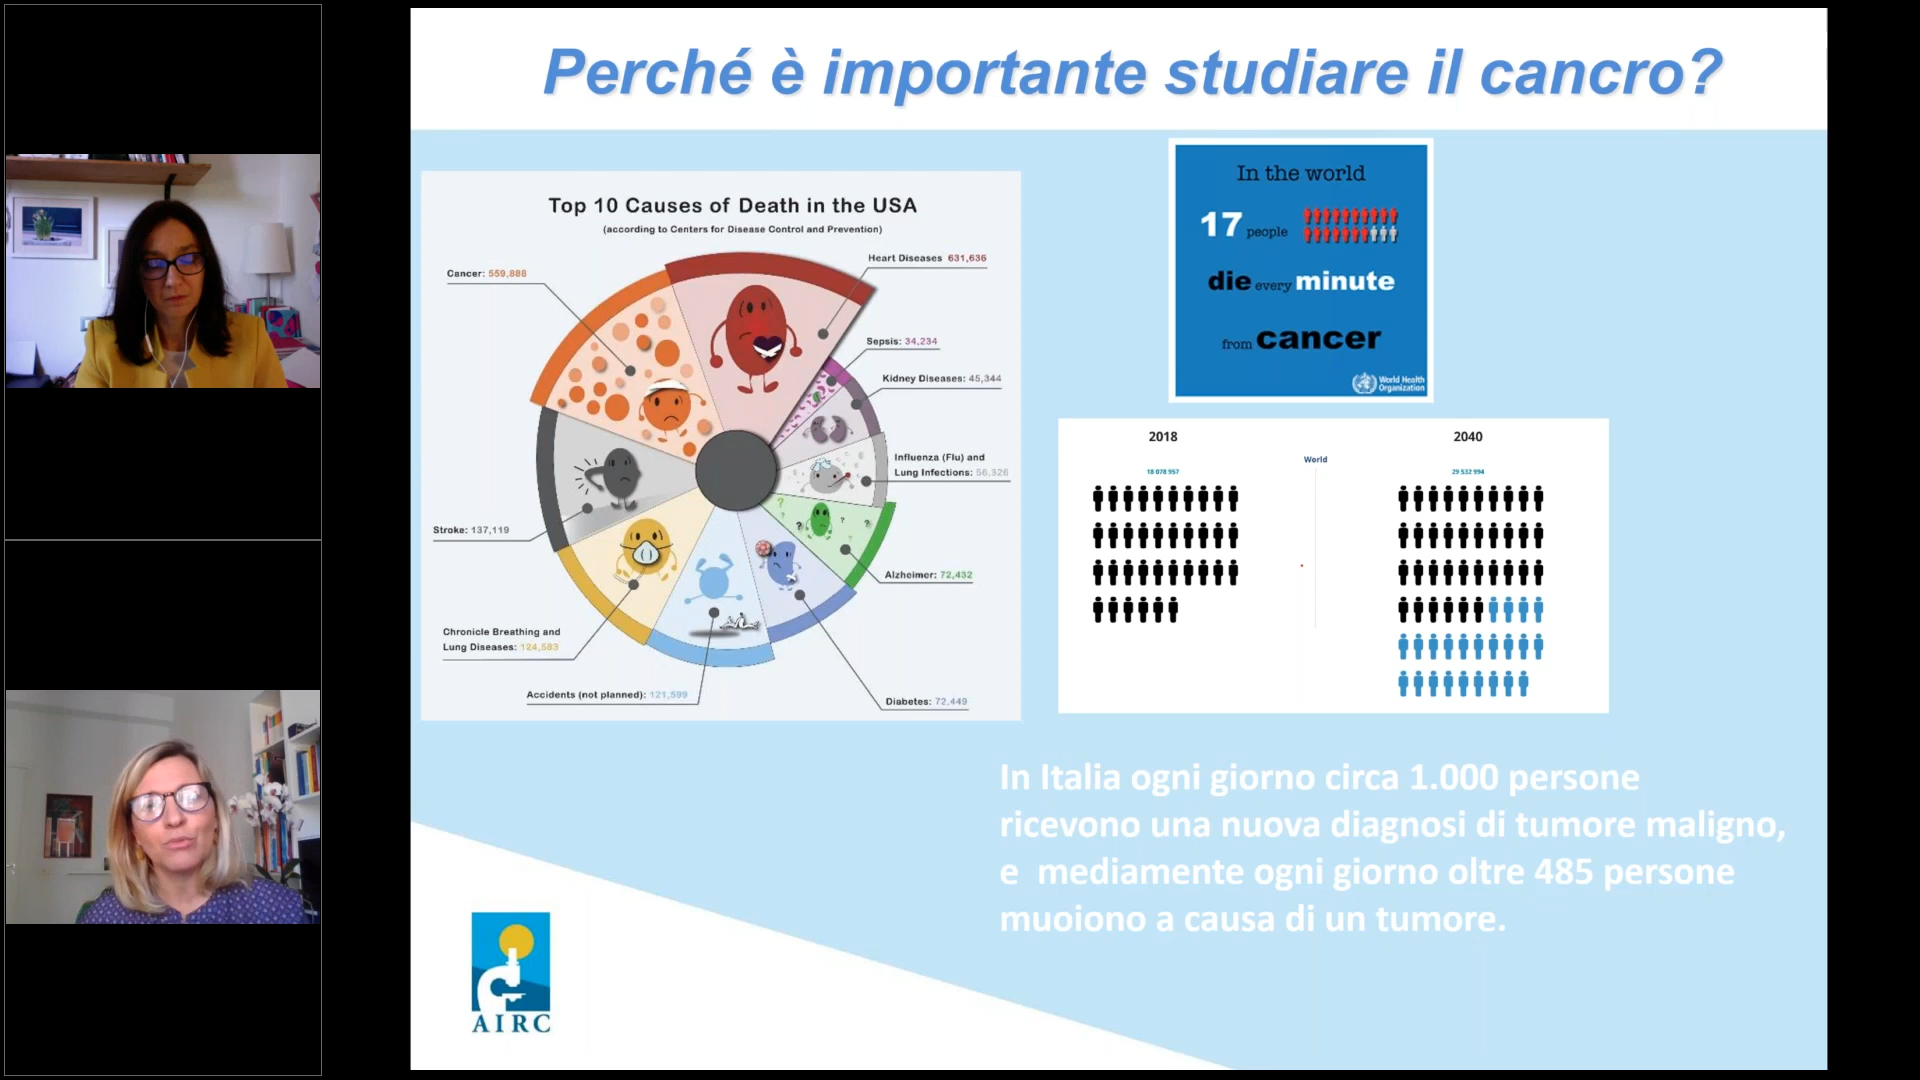 Perché è importante studiare il cancro?
Top 10 Causes of Death in the USA
(according to Centers for Disease Control and Prevention)
Cancer: 559,888
Heart Diseases 631,636
Sepsis: 34,234
Kidney Diseases: 45,344
Influenza (Flu) and
Lung Infections: 56,326
Stroke: 137,119
Alzheimer: 72,432
Chronicle Breathing and
Lung Diseases: 124,583
Accidents (not planned): 121,599
Diabetes: 72,449
In the world
17 people
die every minute
from cancer
World Health
Organization
2018
2040
World
18 078 957
29 532 994
In Italia ogni giorno circa 1.000 persone
ricevono una nuova diagnosi di tumore maligno,
e  mediamente ogni giorno oltre 485 persone
muoiono a causa di un tumore.
AIRC